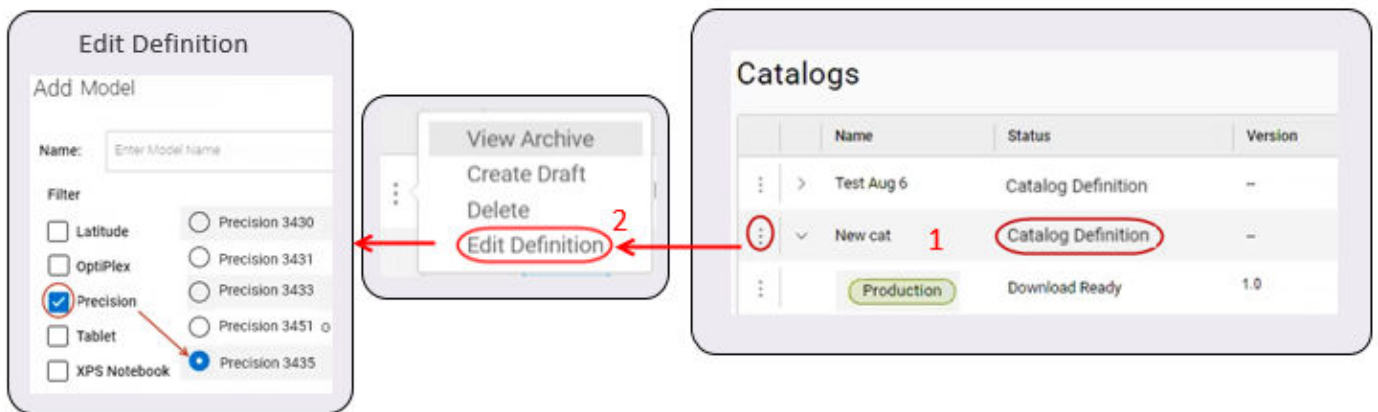 Edit Definition
Add Model
Name: Enter Model Name
Filter
Latitude
OptiPlex
Precision
Tablet
XPS Notebook
Precision 3430
Precision 3431
Precision 3433
Precision 3451 o
Precision 3435
View Archive
Create Draft
Delete
Edit Definition
2
Catalogs
Name Status Version
Test Aug 6 Catalog Definition --
New cat 1 Catalog Definition --
Production Download Ready 1.0